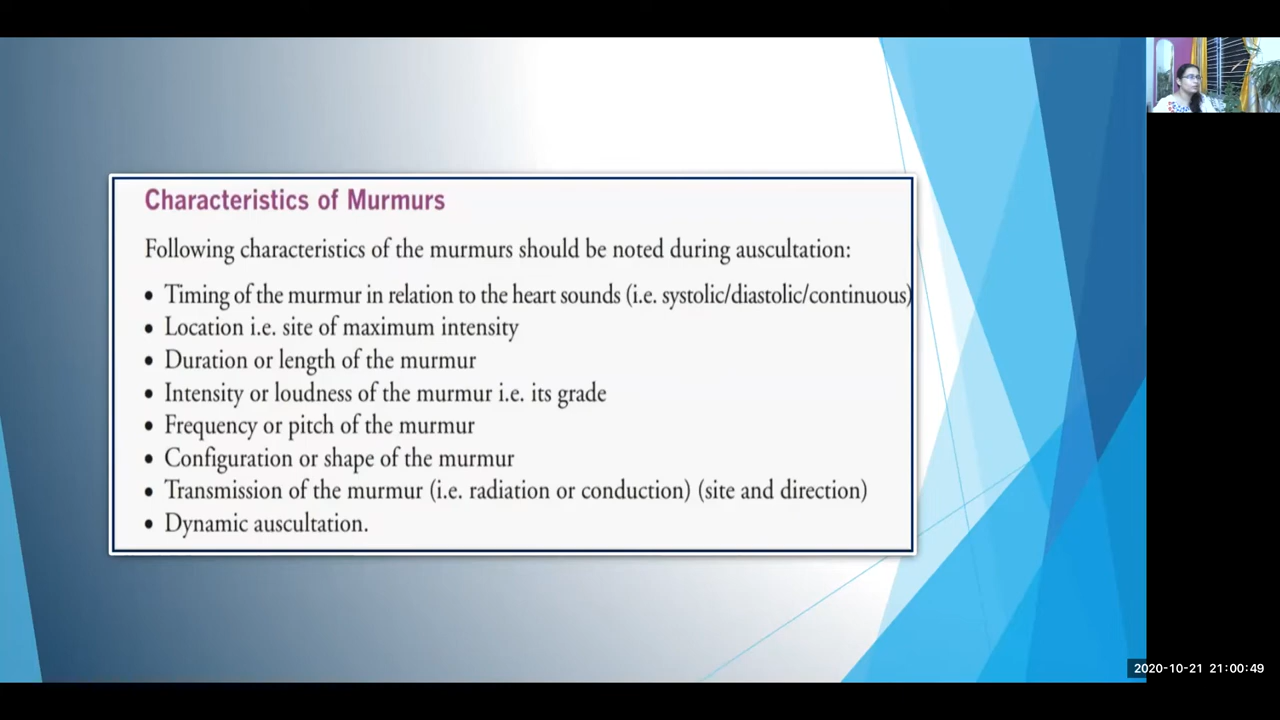 Characteristics of Murmurs
Following characteristics of the murmurs should be noted during auscultation:
• Timing of the murmur in relation to the heart sounds (i.e. systolic/diastolic/continuous)
• Location i.e. site of maximum intensity
• Duration or length of the murmur
• Intensity or loudness of the murmur i.e. its grade
• Frequency or pitch of the murmur
• Configuration or shape of the murmur
• Transmission of the murmur (i.e. radiation or conduction) (site and direction)
• Dynamic auscultation.
2020-10-21 21:00:49